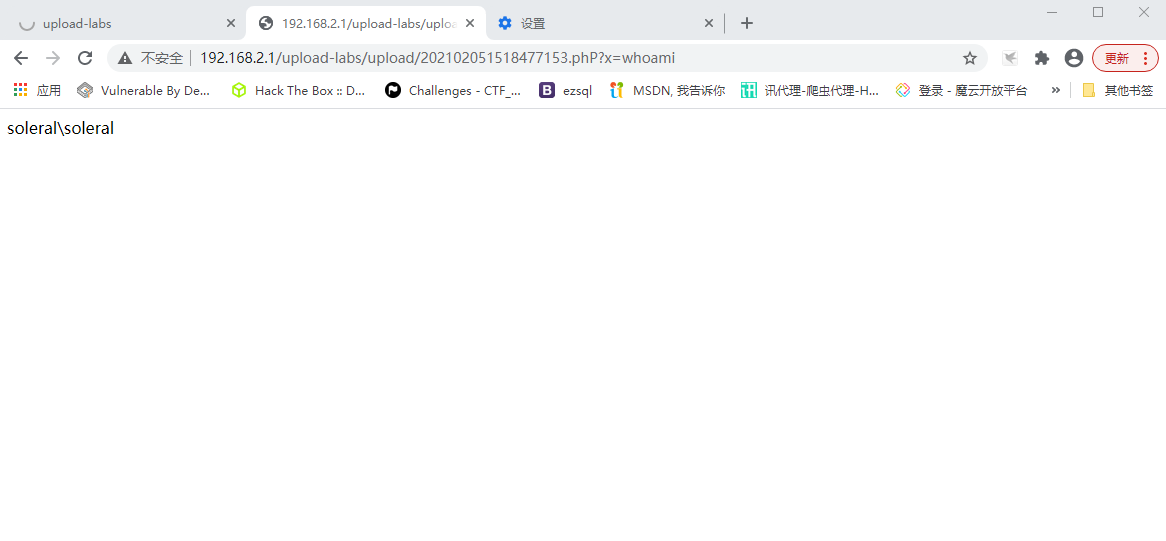 upload-labs
192.168.2.1/upload-labs/uploa
设置
不安全
192.168.2.1/upload-labs/upload/202102051518477153.phP?x=whoami
更新
应用
Vulnerable By De...
Hack The Box :: D...
Challenges - CTF_...
B
ezsql
MSDN, 我告诉你
讯代理-爬虫代理-H...
登录 - 魔云开放平台
»
其他书签
soleral\soleral